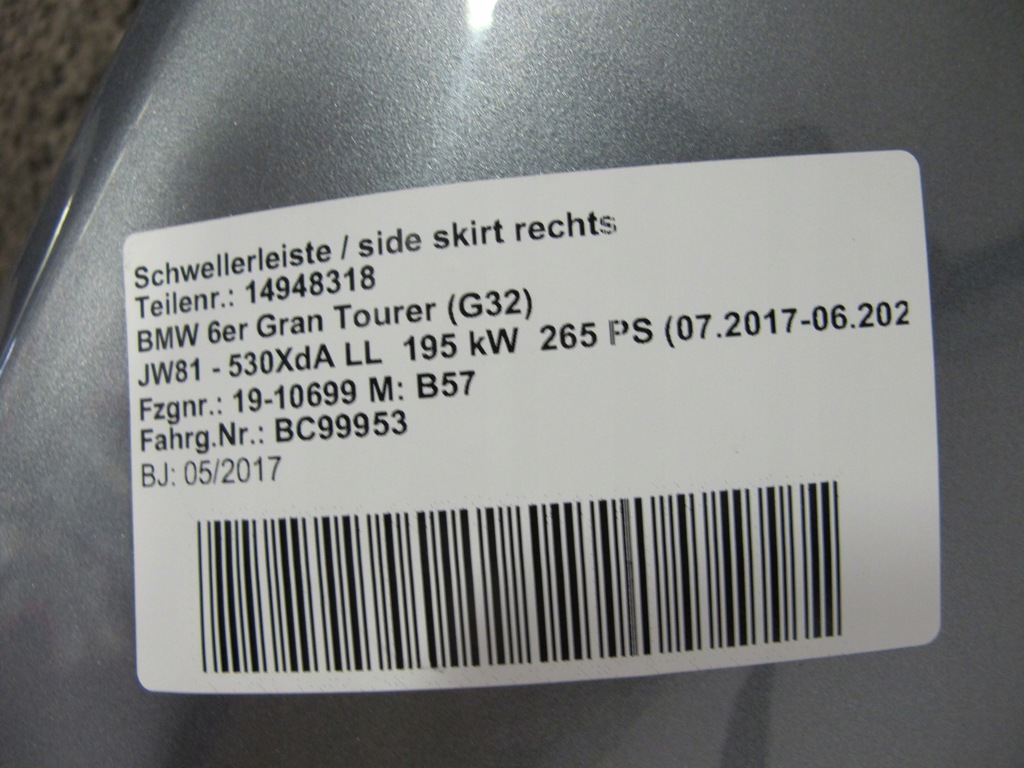 Schwellerleiste / side skirt rechts
Teilenr.: 14948318
BMW 6er Gran Tourer (G32)
JW81 - 530XdA LL 195 kW 265 PS (07.2017-06.202
Fzgnr.: 19-10699 M: B57
Fahrg.Nr.: BC99953
BJ: 05/2017